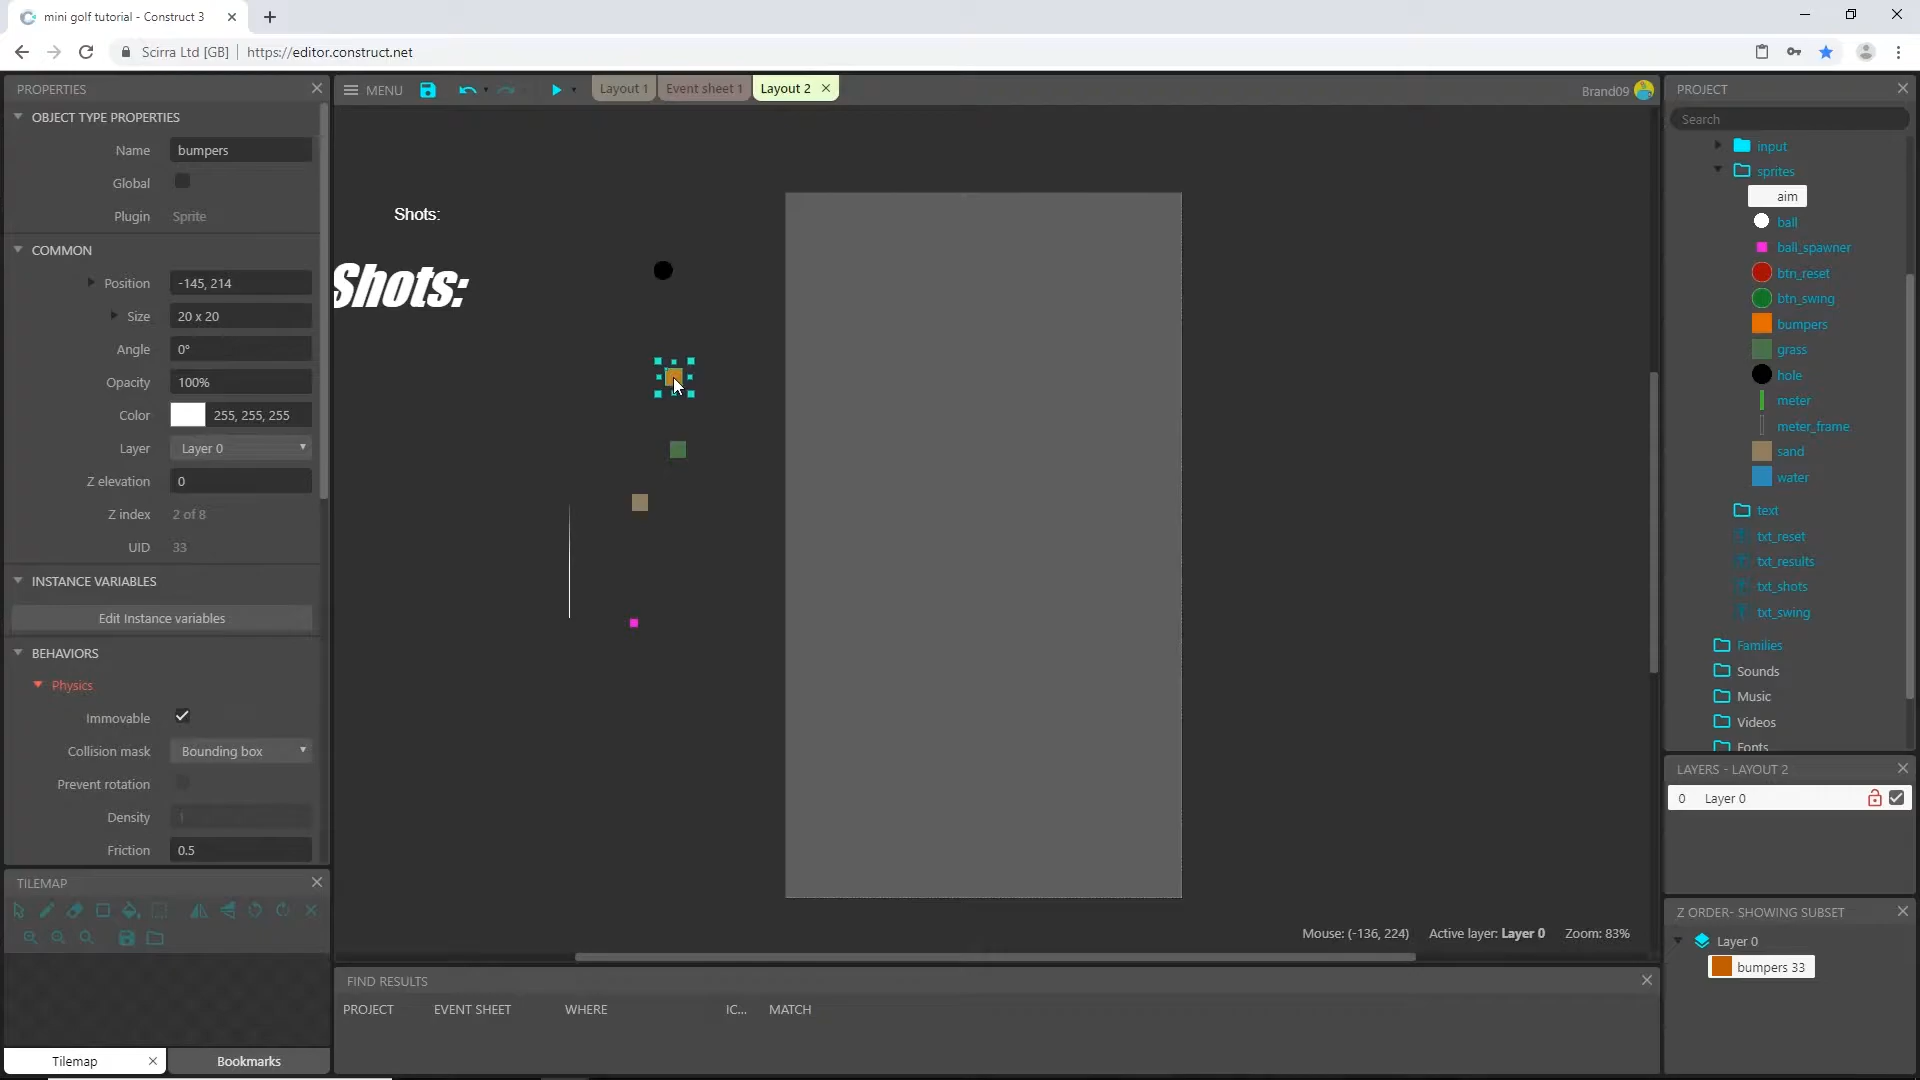 mini golf tutorial - Construct 3
Scirra Ltd [GB] | https://editor.construct.net
PROPERTIES
OBJECT TYPE PROPERTIES
Name bumpers
Global
Plugin Sprite
COMMON
Position -145, 214
Size 20 x 20
Angle 0°
Opacity 100%
Color 255, 255, 255
Layer Layer 0
Z elevation 0
Z index 2 of 8
UID 33
INSTANCE VARIABLES
Edit Instance variables
BEHAVIORS
Physics
Immovable
Collision mask Bounding box
Prevent rotation
Density 1
Friction 0.5
TILEMAP
Tilemap
Bookmarks
MENU
Layout 1
Event sheet 1
Layout 2
Brand09
Shots:
Shots:
Mouse: (-136, 224) Active layer: Layer 0 Zoom: 83%
FIND RESULTS
PROJECT EVENT SHEET WHERE IC... MATCH
PROJECT
Search
input
sprites
aim
ball
ball_spawner
btn_reset
btn_swing
bumpers
grass
hole
meter
meter_frame
sand
water
text
txt_reset
txt_results
txt_shots
txt_swing
Families
Sounds
Music
Videos
Fonts
LAYERS - LAYOUT 2
0 Layer 0
Z ORDER- SHOWING SUBSET
Layer 0
bumpers 33